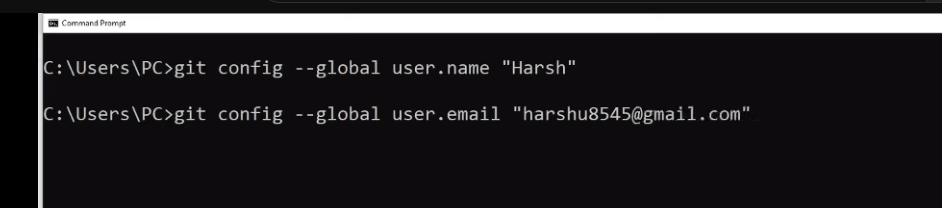 Command Prompt
C:\Users\PC>git config --global user.name "Harsh"
C:\Users\PC>git config --global user.email "harshu8545@gmail.com"